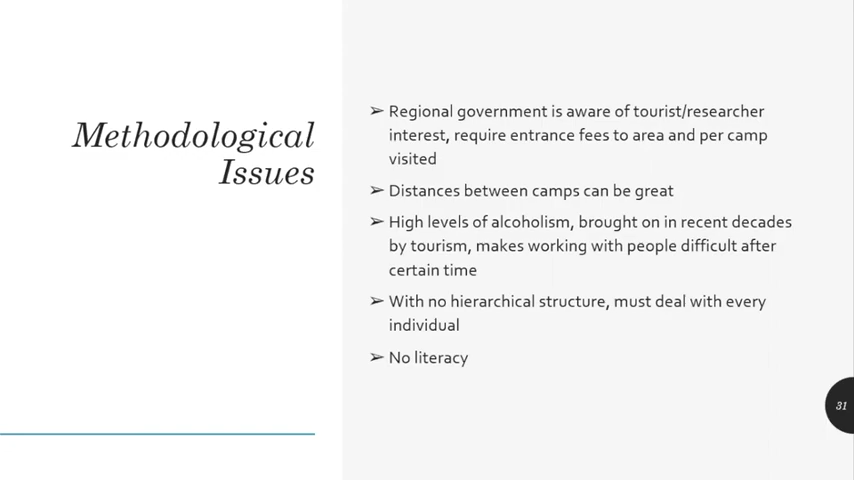 Methodological
Issues
➢ Regional government is aware of tourist/researcher
interest, require entrance fees to area and per camp
visited
➢ Distances between camps can be great
➢ High levels of alcoholism, brought on in recent decades
by tourism, makes working with people difficult after
certain time
➢ With no hierarchical structure, must deal with every
individual
➢ No literacy
31